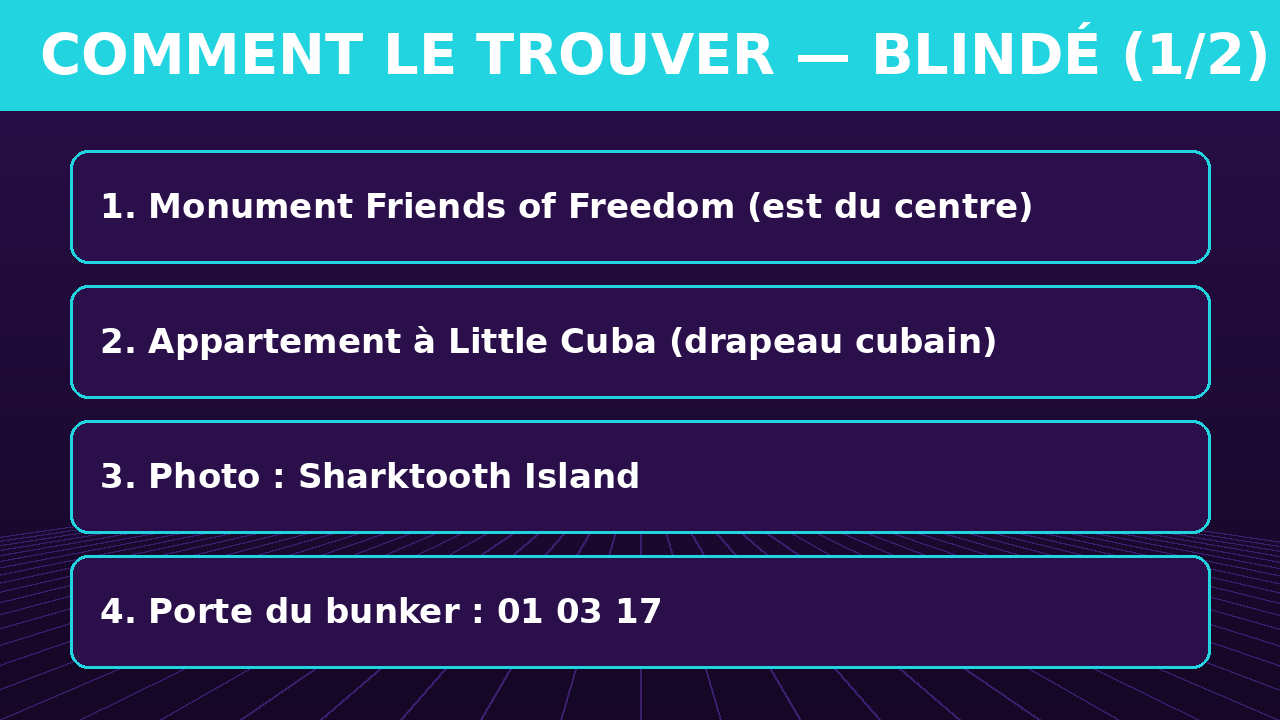 COMMENT LE TROUVER — BLINDÉ (1/2)
1. Monument Friends of Freedom (est du centre)
2. Appartement à Little Cuba (drapeau cubain)
3. Photo : Sharktooth Island
4. Porte du bunker : 01 03 17